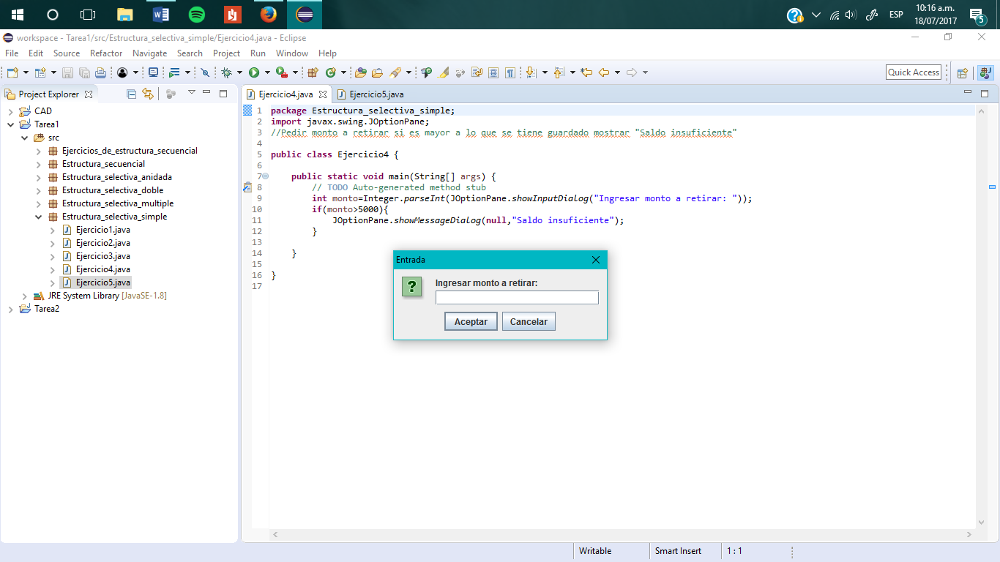 ESP
10:16 a.m.
18/07/2017
5
workspace - Tarea1/src/Estructura_selectiva_simple/Ejercicio4.java - Eclipse
File Edit Source Refactor Navigate Search Project Run Window Help
Quick Access
Project Explorer
CAD
Tarea1
src
Ejercicios_de_estructura_secuencial
Estructura_secuencial
Estructura_selectiva_anidada
Estructura_selectiva_doble
Estructura_selectiva_multiple
Estructura_selectiva_simple
Ejercicio1.java
Ejercicio2.java
Ejercicio3.java
Ejercicio4.java
Ejercicio5.java
JRE System Library [JavaSE-1.8]
Tarea2
Ejercicio4.java Ejercicio5.java
1 package Estructura_selectiva_simple;
2 import javax.swing.JOptionPane;
3 //Pedir monto a retirar si es mayor a lo que se tiene guardado mostrar "Saldo insuficiente"
4
5 public class Ejercicio4 {
6
7 public static void main(String[] args) {
8 // TODO Auto-generated method stub
9 int monto=Integer.parseInt(JOptionPane.showInputDialog("Ingresar monto a retirar: "));
10 if(monto>5000){
11 JOptionPane.showMessageDialog(null,"Saldo insuficiente");
12 }
13
14 }
15
16 }
17
Entrada
Ingresar monto a retirar:
Aceptar Cancelar
Writable Smart Insert 1 : 1